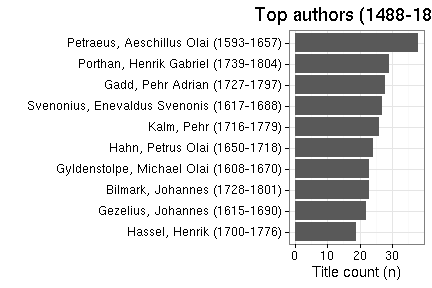 Top authors (1488-18
Petraeus, Aeschillus Olai (1593-1657)
Porthan, Henrik Gabriel (1739-1804)
Gadd, Pehr Adrian (1727-1797)
Svenonius, Enevaldus Svenonis (1617-1688)
Kalm, Pehr (1716-1779)
Hahn, Petrus Olai (1650-1718)
Gyldenstolpe, Michael Olai (1608-1670)
Bilmark, Johannes (1728-1801)
Gezelius, Johannes (1615-1690)
Hassel, Henrik (1700-1776)
0 10 20 30
Title count (n)